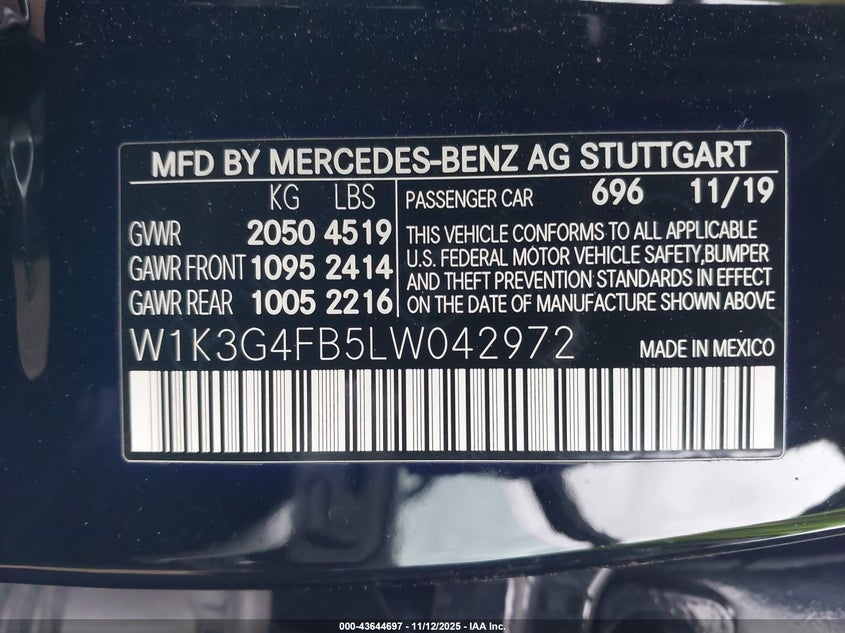 MFD BY MERCEDES-BENZ AG STUTTGART
KG LBS
GVWR 2050 4519
GAWR FRONT 1095 2414
GAWR REAR 1005 2216
PASSENGER CAR 696 11/19
THIS VEHICLE CONFORMS TO ALL APPLICABLE
U.S. FEDERAL MOTOR VEHICLE SAFETY,BUMPER
AND THEFT PREVENTION STANDARDS IN EFFECT
ON THE DATE OF MANUFACTURE SHOWN ABOVE
W1K3G4FB5LW042972 MADE IN MEXICO
000-43644697 - 11/12/2025 - IAA Inc.